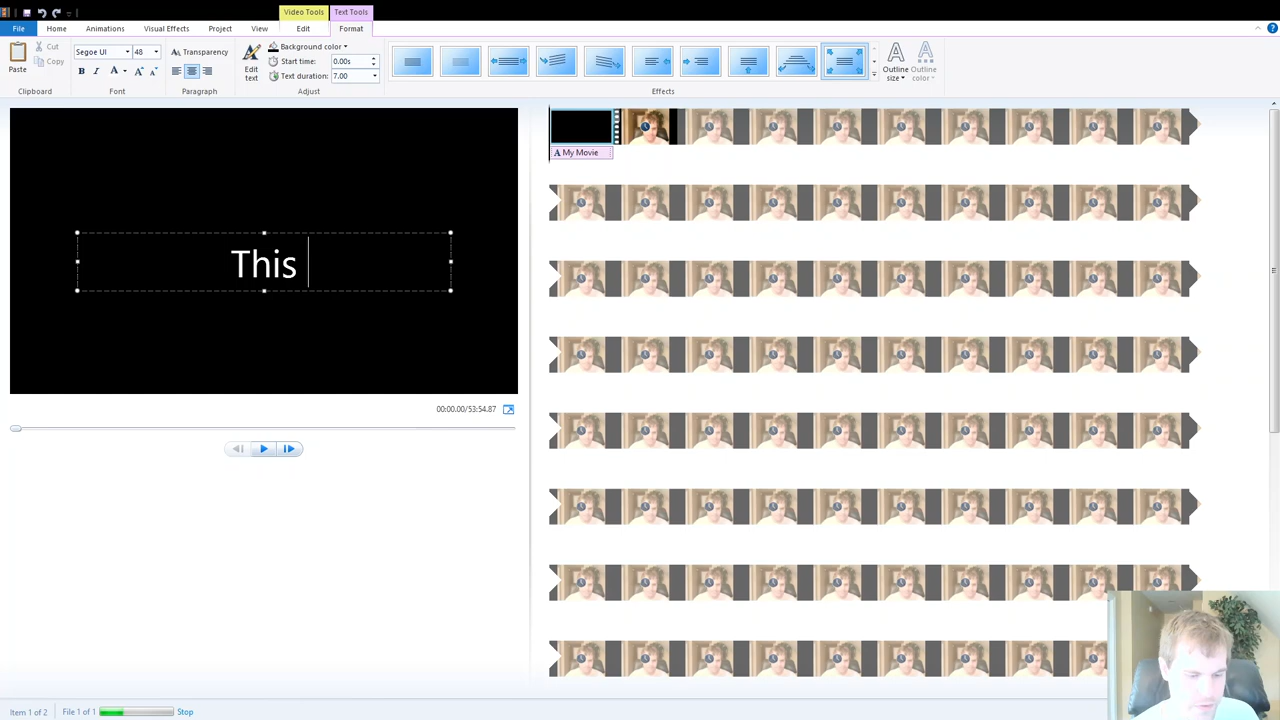 Video Tools Text Tools
File Home Animations Visual Effects Project View Edit Format
Paste
Cut
Copy
Clipboard
Segoe UI 48
B I A A A
Font
Transparency
Paragraph
Edit text
Background color
Start time: 0.00s
Text duration: 7.00
Adjust
Effects
Outline size
Outline color
A My Movie
This
00:00.00/53:54.87
Item 1 of 2 File 1 of 1 Stop